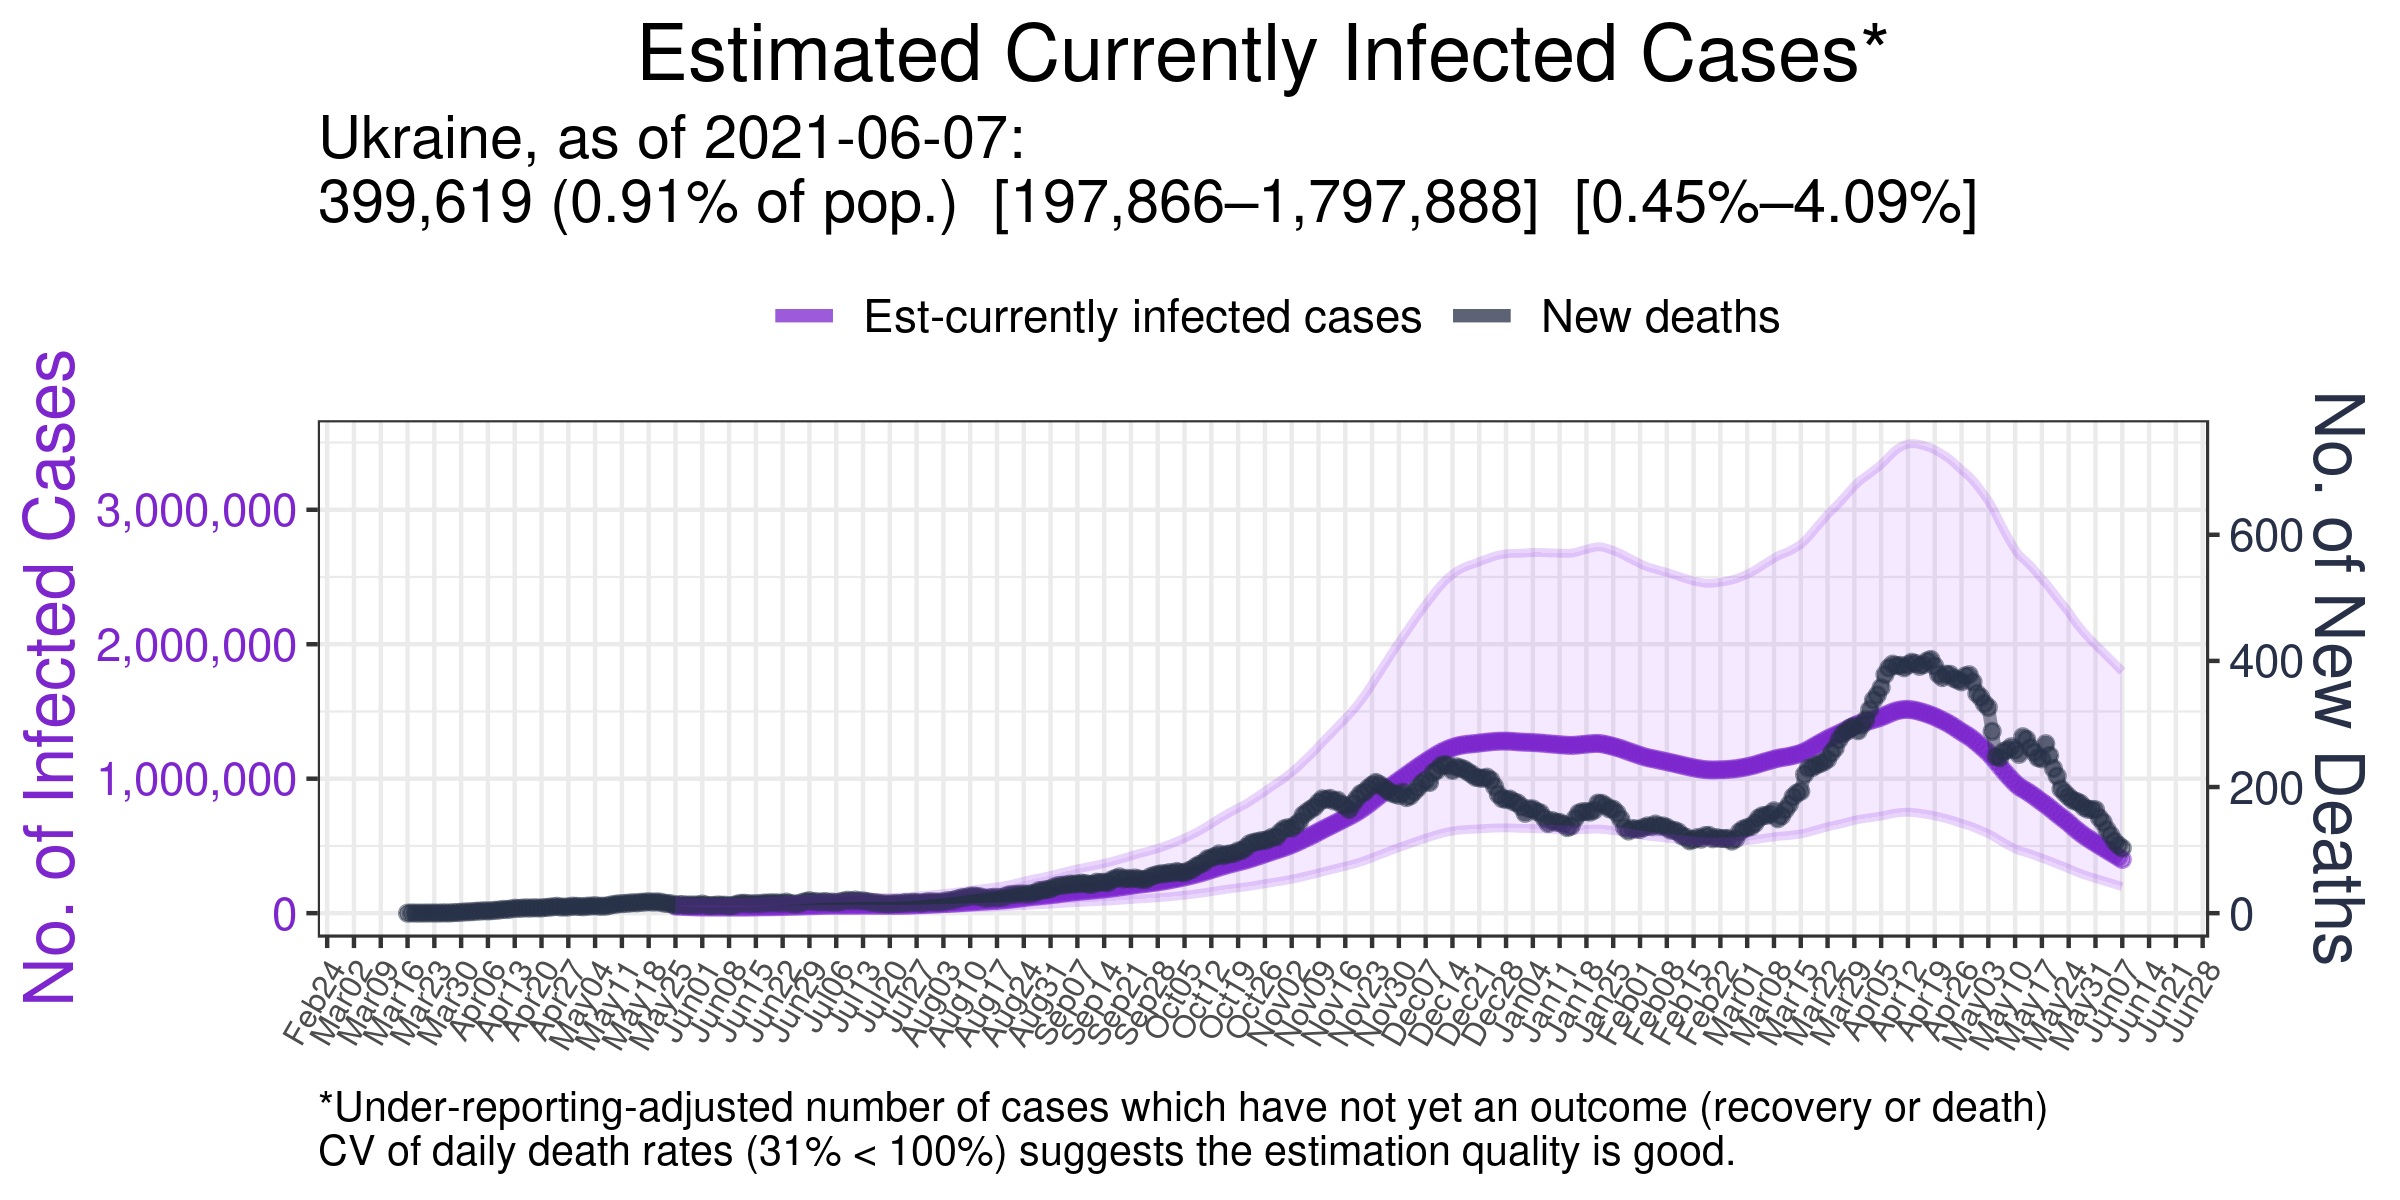 Estimated Currently Infected Cases*
Ukraine, as of 2021-06-07:
399,619 (0.91% of pop.) [197,866–1,797,888] [0.45%–4.09%]
Est-currently infected cases
New deaths
No. of Infected Cases
3,000,000
2,000,000
1,000,000
0
No. of New Deaths
600
400
200
0
Feb24
Mar02
Mar09
Mar16
Mar23
Mar30
Apr06
Apr13
Apr20
Apr27
May04
May11
May18
May25
Jun01
Jun08
Jun15
Jun22
Jun29
Jul06
Jul13
Jul20
Jul27
Aug03
Aug10
Aug17
Aug24
Aug31
Sep07
Sep14
Sep21
Sep28
Oct05
Oct12
Oct19
Oct26
Nov02
Nov09
Nov16
Nov23
Nov30
Dec07
Dec14
Dec21
Dec28
Jan04
Jan11
Jan18
Jan25
Feb01
Feb08
Feb15
Feb22
Mar01
Mar08
Mar15
Mar22
Mar29
Apr05
Apr12
Apr19
Apr26
May03
May10
May17
May24
May31
Jun07
Jun14
Jun21
Jun28
*Under-reporting-adjusted number of cases which have not yet an outcome (recovery or death)
CV of daily death rates (31% < 100%) suggests the estimation quality is good.